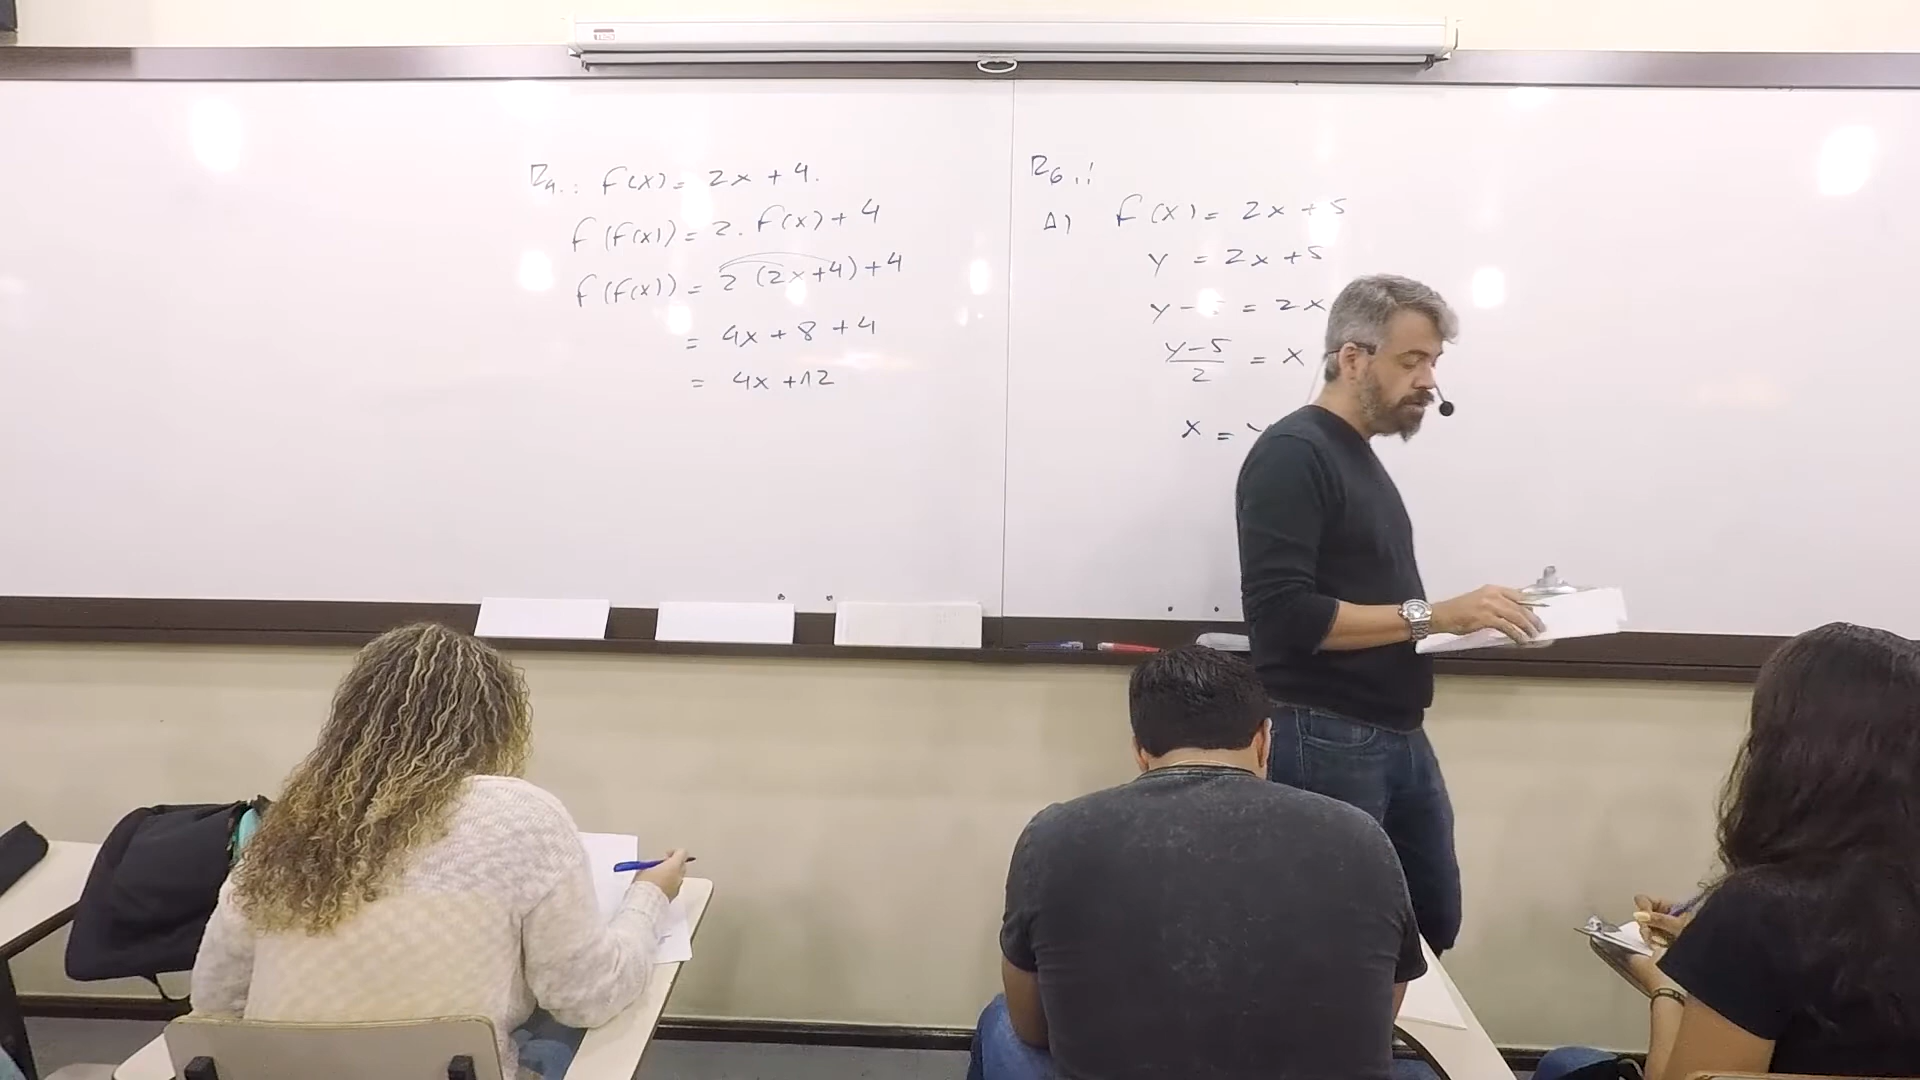 R4.: f(x) = 2x + 4.
f(f(x)) = 2. f(x) + 4
f(f(x)) = 2 (2x+4) + 4
= 4x + 8 + 4
= 4x + 12
R6.:
A) f(x) = 2x + 5
y = 2x + 5
y - = 2x
y-5/2 = x
x =